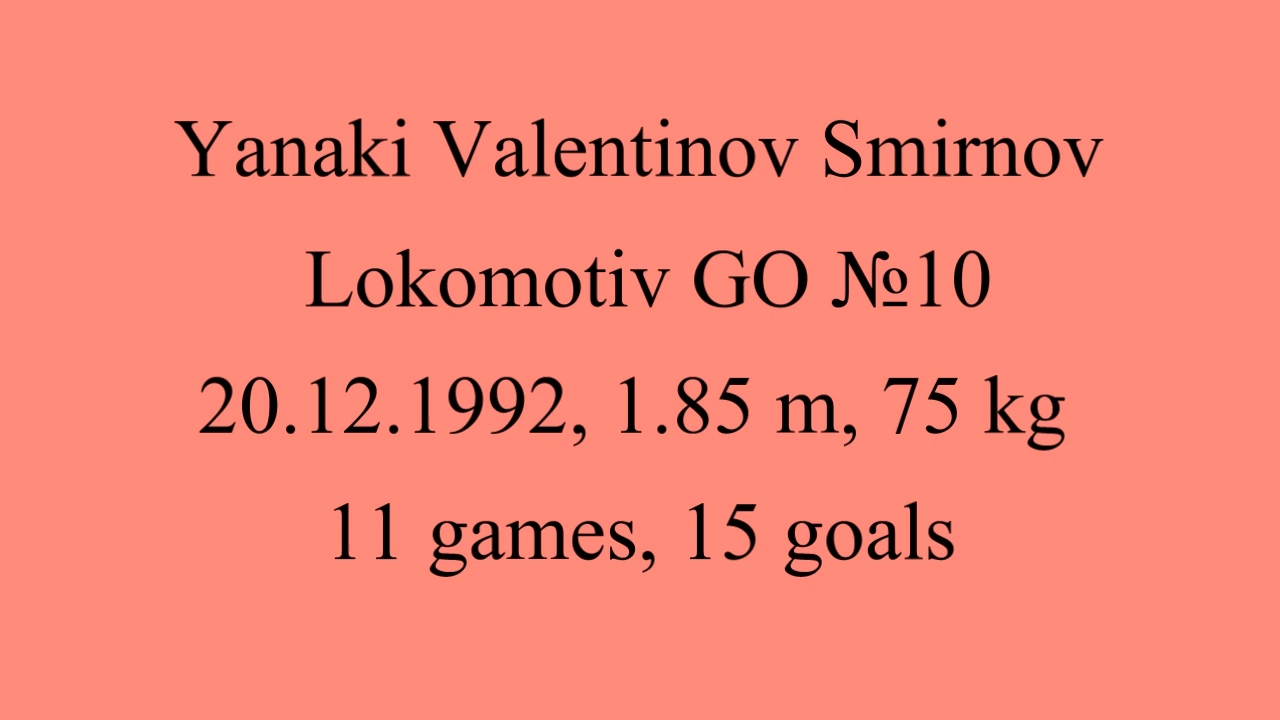 Yanaki Valentinov Smirnov
Lokomotiv GO №10
20.12.1992, 1.85 m, 75 kg
11 games, 15 goals